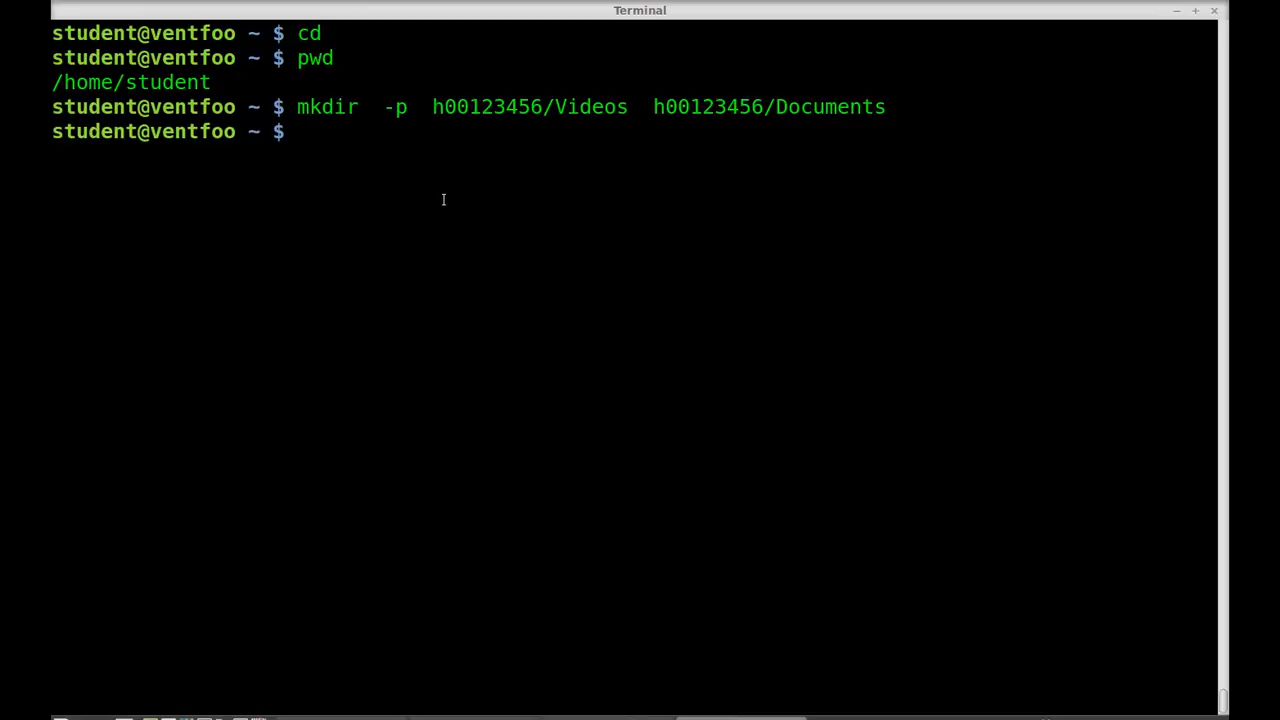 Terminal
student@ventfoo ~ $ cd
student@ventfoo ~ $ pwd
/home/student
student@ventfoo ~ $ mkdir  -p  h00123456/Videos  h00123456/Documents
student@ventfoo ~ $